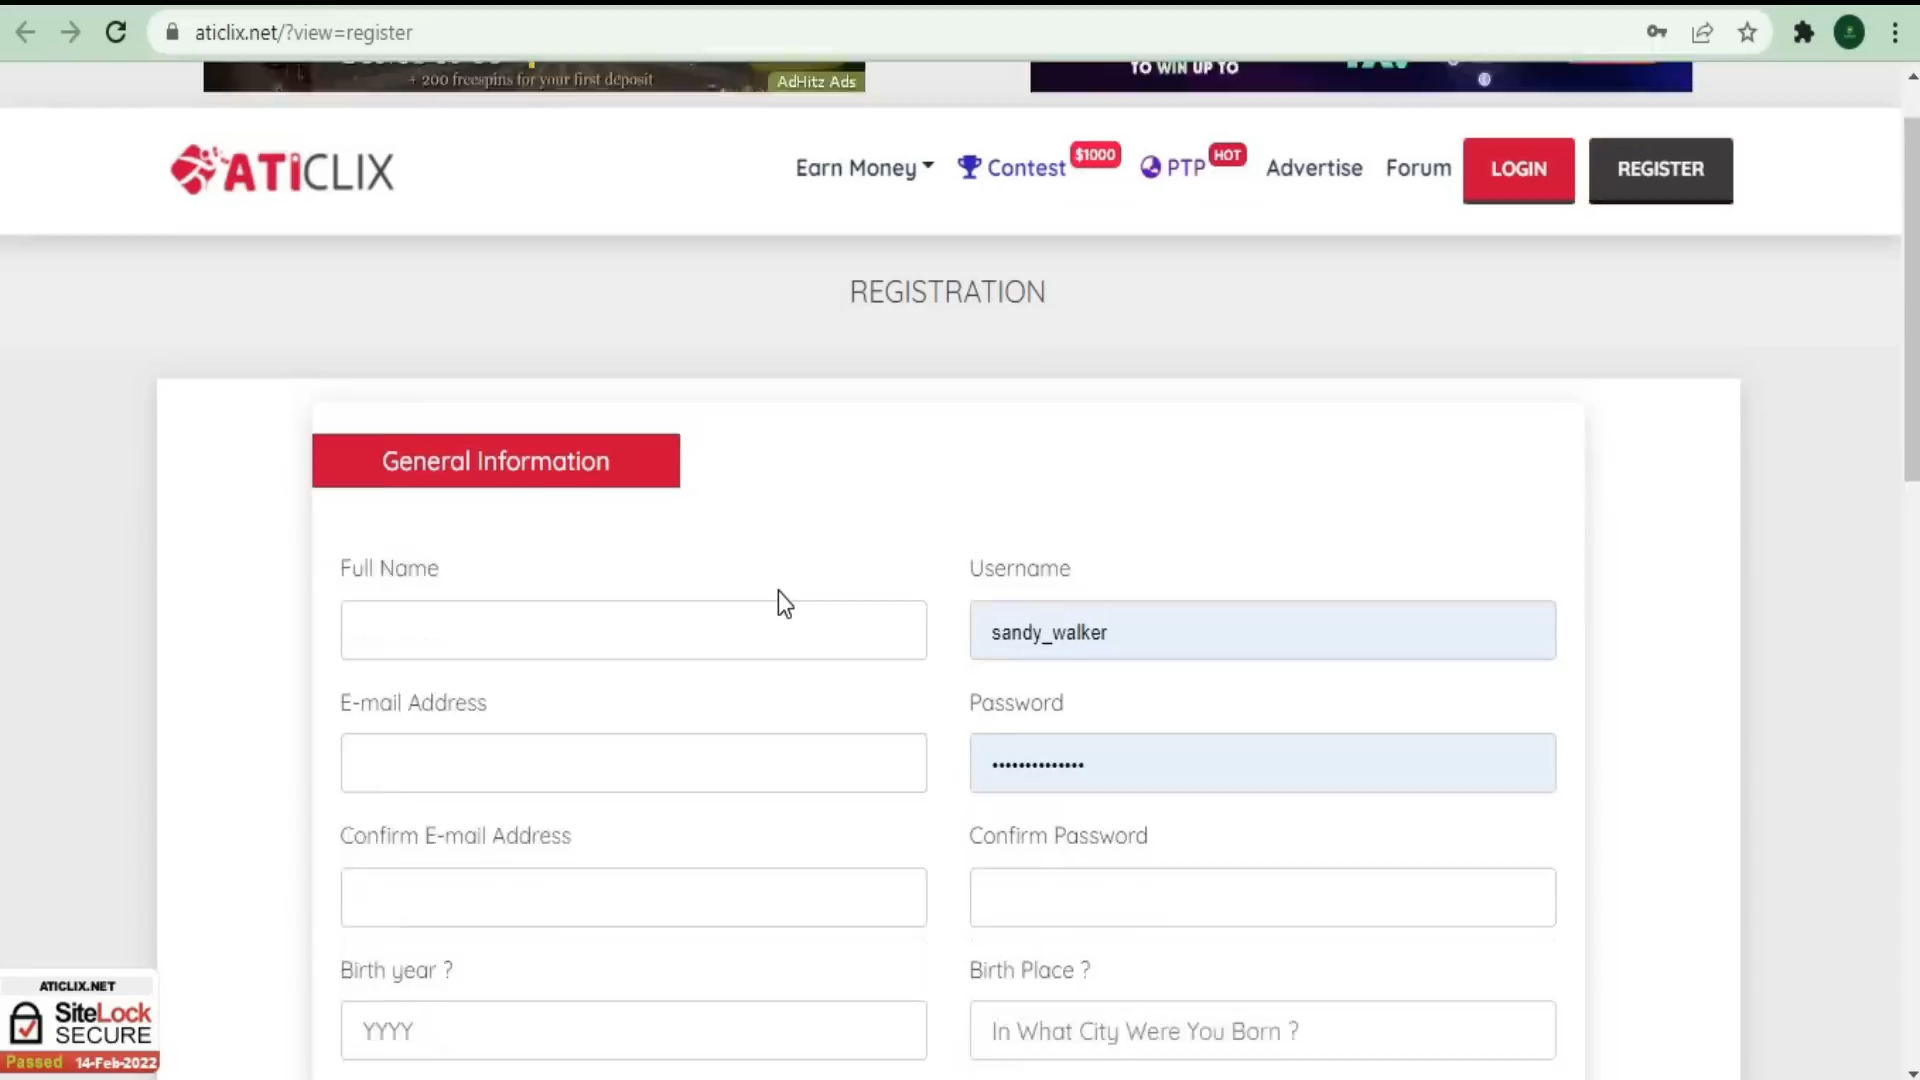 aticlix.net/?view=register
+ 200 freespins for your first deposit
AdHitz Ads
TO WIN UP TO
ATICLIX
Earn Money
Contest
$1000
PTP
HOT
Advertise
Forum
LOGIN
REGISTER
REGISTRATION
General Information
Full Name
Username
sandy_walker
E-mail Address
Password
••••••••••••••
Confirm E-mail Address
Confirm Password
Birth year ?
Birth Place ?
YYYY
In What City Were You Born ?
ATICLIX.NET
SiteLock
SECURE
Passed 14-Feb-2022